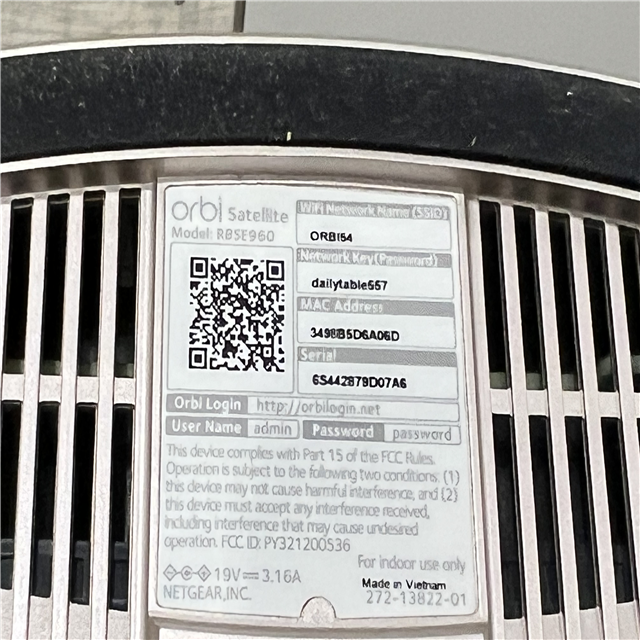 orbi Satellite
Model: RBSE960
WiFi Network Name (SSID)
ORBI54
Network Key (Password)
dailytable557
MAC Address
3498B5D6A06D
Serial
6S442879D07A6
Orbi Login http://orbilogin.net
User Name admin Password password
This device complies with Part 15 of the FCC Rules.
Operation is subject to the following two conditions: (1)
this device may not cause harmful interference, and (2)
this device must accept any interference received,
including interference that may cause undesired
operation. FCC ID: PY321200536
For indoor use only
19V 3.16A
Made in Vietnam
NETGEAR, INC.
272-13822-01